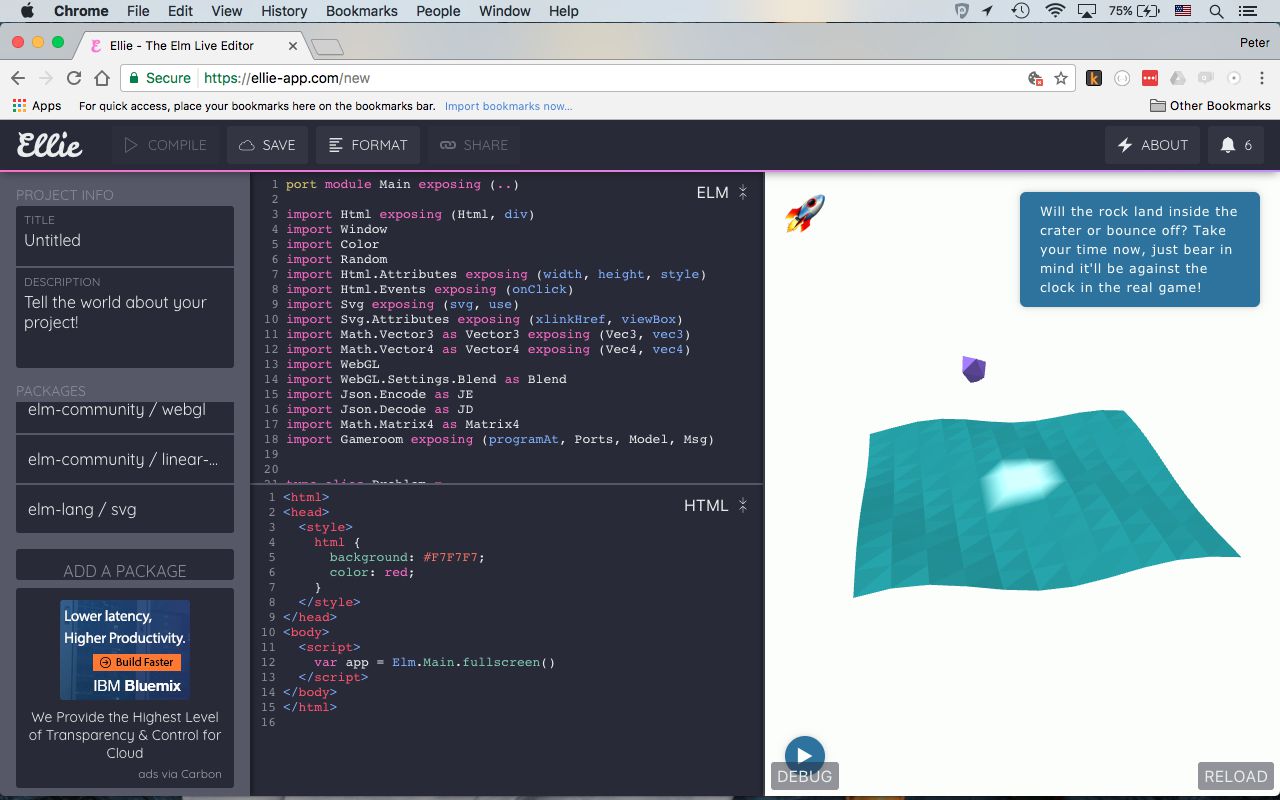 Chrome File Edit View History Bookmarks People Window Help 75%
Ellie - The Elm Live Editor
Peter
Secure https://ellie-app.com/new
Apps For quick access, place your bookmarks here on the bookmarks bar. Import bookmarks now... Other Bookmarks
Ellie COMPILE SAVE FORMAT SHARE ABOUT 6
PROJECT INFO
TITLE
Untitled
DESCRIPTION
Tell the world about your
project!
PACKAGES
elm-community / webgl
elm-community / linear-...
elm-lang / svg
ADD A PACKAGE
Lower latency,
Higher Productivity.
Build Faster
IBM Bluemix
We Provide the Highest Level
of Transparency & Control for
Cloud
ads via Carbon
ELM
1 port module Main exposing (..)
2
3 import Html exposing (Html, div)
4 import Window
5 import Color
6 import Random
7 import Html.Attributes exposing (width, height, style)
8 import Html.Events exposing (onClick)
9 import Svg exposing (svg, use)
10 import Svg.Attributes exposing (xlinkHref, viewBox)
11 import Math.Vector3 as Vector3 exposing (Vec3, vec3)
12 import Math.Vector4 as Vector4 exposing (Vec4, vec4)
13 import WebGL
14 import WebGL.Settings.Blend as Blend
15 import Json.Encode as JE
16 import Json.Decode as JD
17 import Math.Matrix4 as Matrix4
18 import Gameroom exposing (programAt, Ports, Model, Msg)
19
20
21 type alias Problem =
HTML
1 <html>
2 <head>
3 <style>
4 html {
5 background: #F7F7F7;
6 color: red;
7 }
8 </style>
9 </head>
10 <body>
11 <script>
12 var app = Elm.Main.fullscreen()
13 </script>
14 </body>
15 </html>
16
Will the rock land inside the
crater or bounce off? Take
your time now, just bear in
mind it'll be against the
clock in the real game!
DEBUG
RELOAD